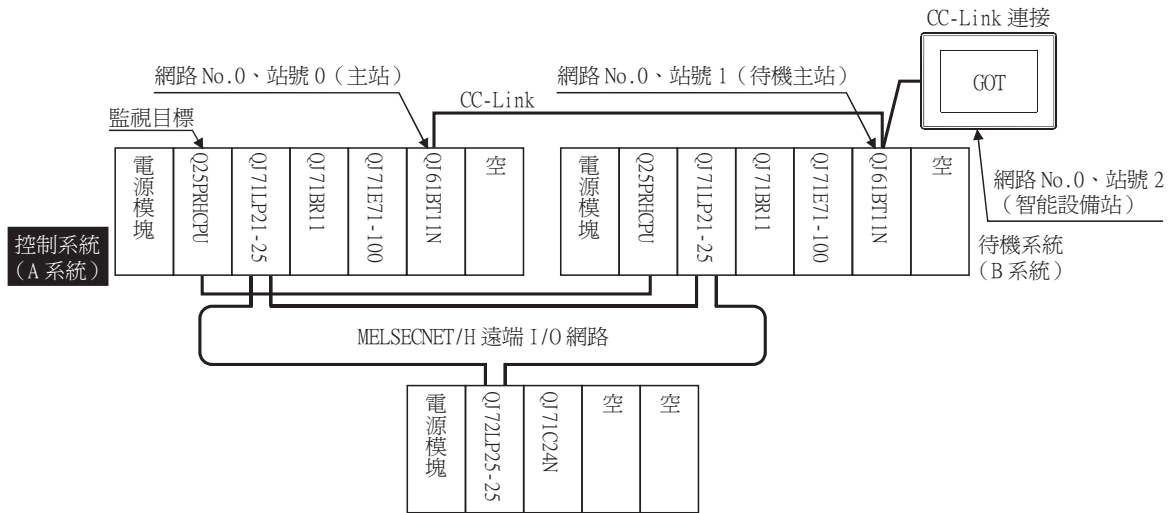 CC-Link 連接
GOT
網路 No.0、站號 0（主站）
網路 No.0、站號 1（待機主站）
CC-Link
監視目標
電源模塊
Q25PRHCPU
QJ71LP21-25
QJ71BR11
QJ71E71-100
QJ61BT11N
空
電源模塊
Q25PRHCPU
QJ71LP21-25
QJ71BR11
QJ71E71-100
QJ61BT11N
空
網路 No.0、站號 2
（智能設備站）
控制系統
（A 系統）
待機系統
（B 系統）
MELSECNET/H 遠端 I/O 網路
電源模塊
QJ72LP25-25
QJ71C24N
空
空